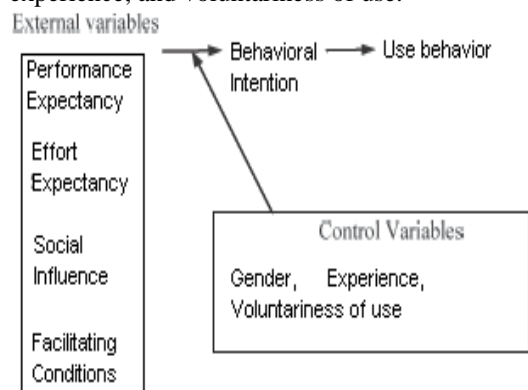 experience, and voluntariness of use.
External variables
Performance
Expectancy
Effort
Expectancy
Social
Influence
Facilitating
Conditions
Behavioral
Intention
Use behavior
Control Variables
Gender, Experience,
Voluntariness of use